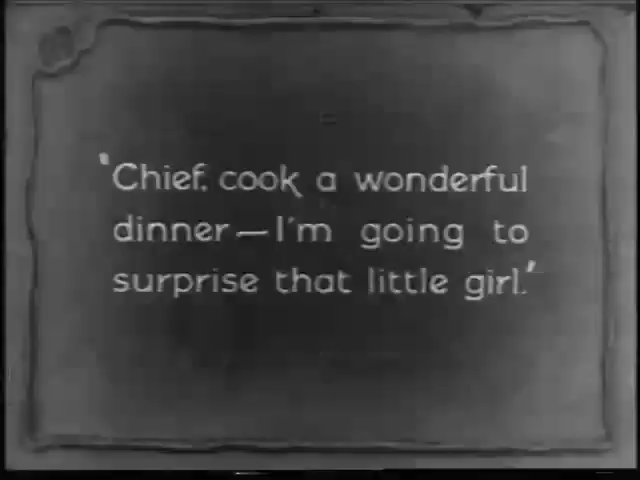 "Chief, cook a wonderful
dinner—I'm going to
surprise that little girl."